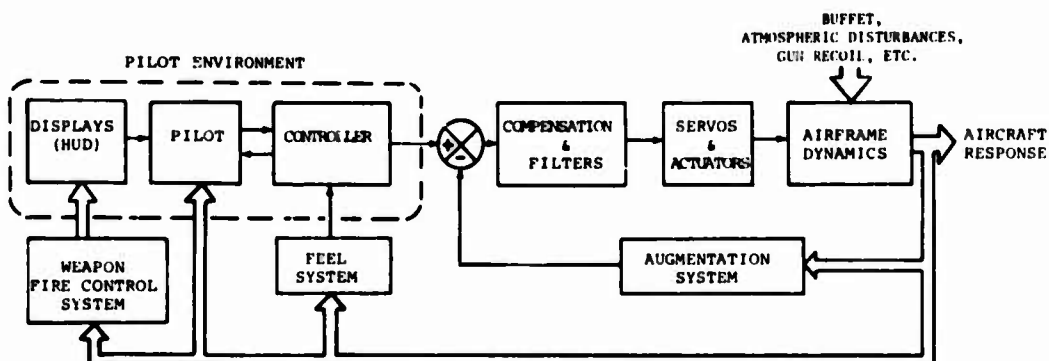 BUFFET,
ATMOSPHERIC DISTURBANCES,
GUN RECOIL, ETC.
PILOT ENVIRONMENT
DISPLAYS
(HUD)
PILOT
CONTROLLER
+
-
COMPENSATION
&
FILTERS
SERVOS
&
ACTUATORS
AIRFRAME
DYNAMICS
AIRCRAFT
RESPONSE
WEAPON
FIRE CONTROL
SYSTEM
FEEL
SYSTEM
AUGMENTATION
SYSTEM